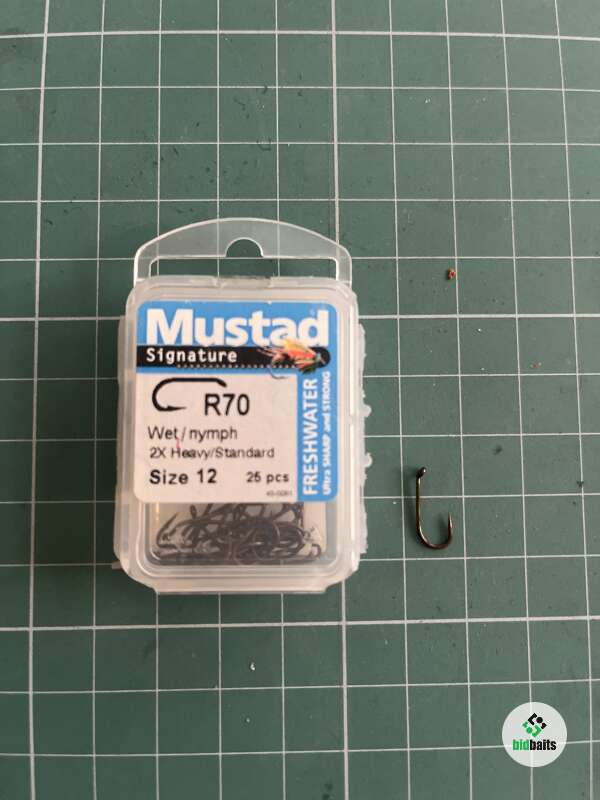 Mustad
Signature
R70
Wet/nymph
2X Heavy/Standard
Size 12 25 pcs
FRESHWATER
Ultra SHARP and STRONG
bidbaits